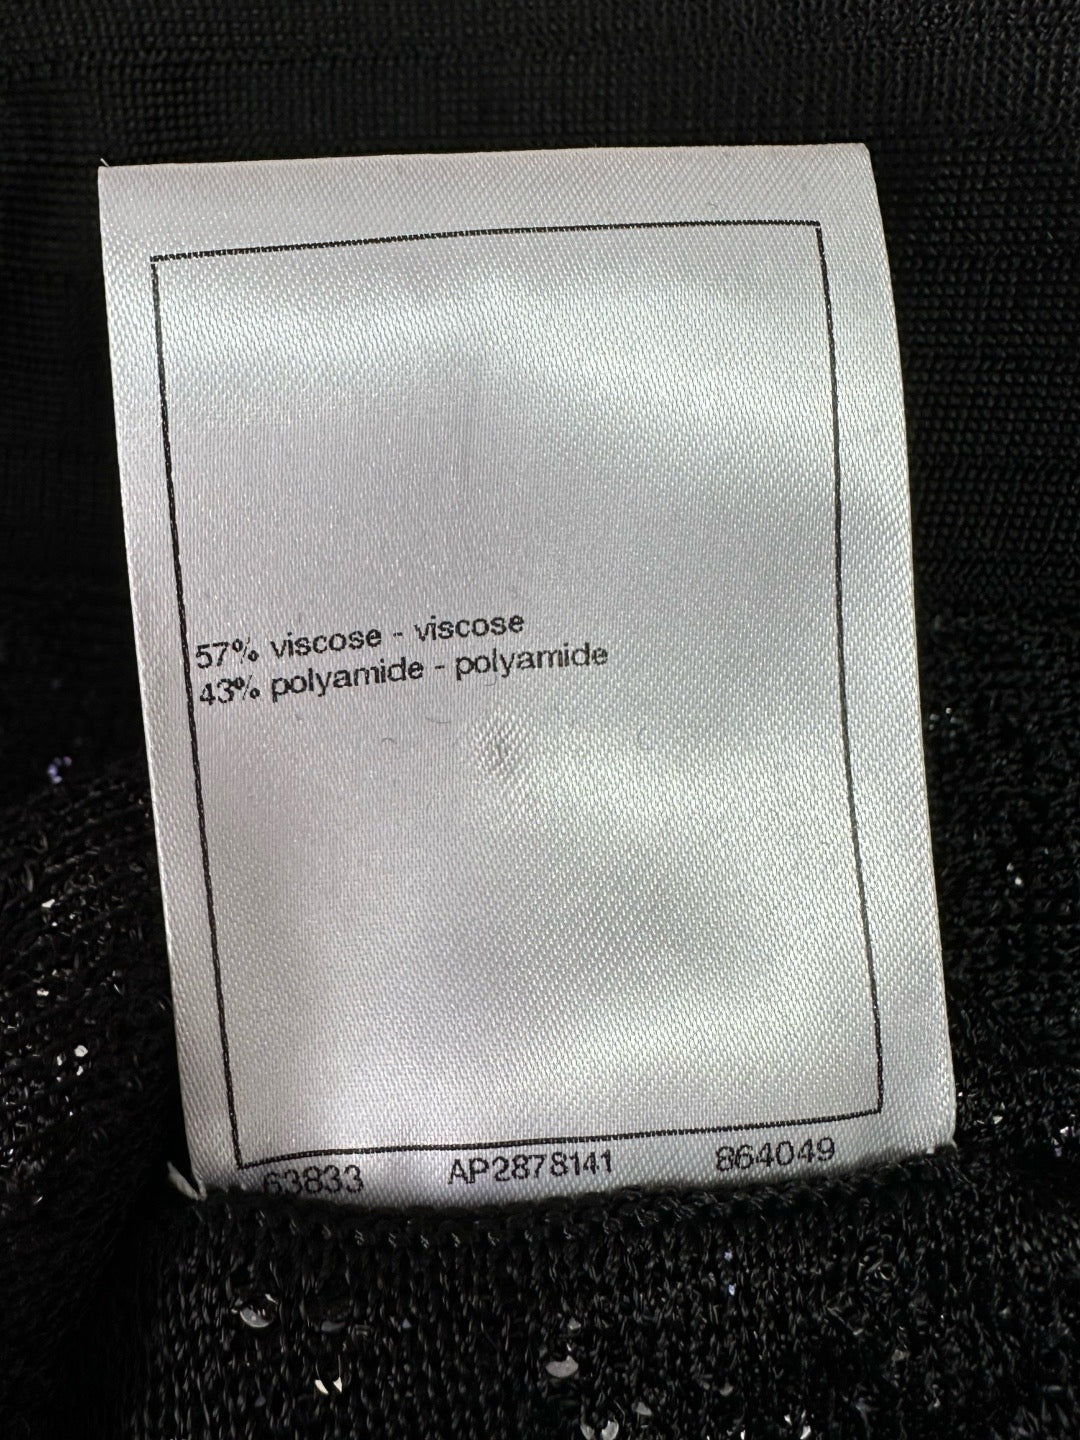 57% viscose - viscose
43% polyamide - polyamide
63833 AP2878141 864049